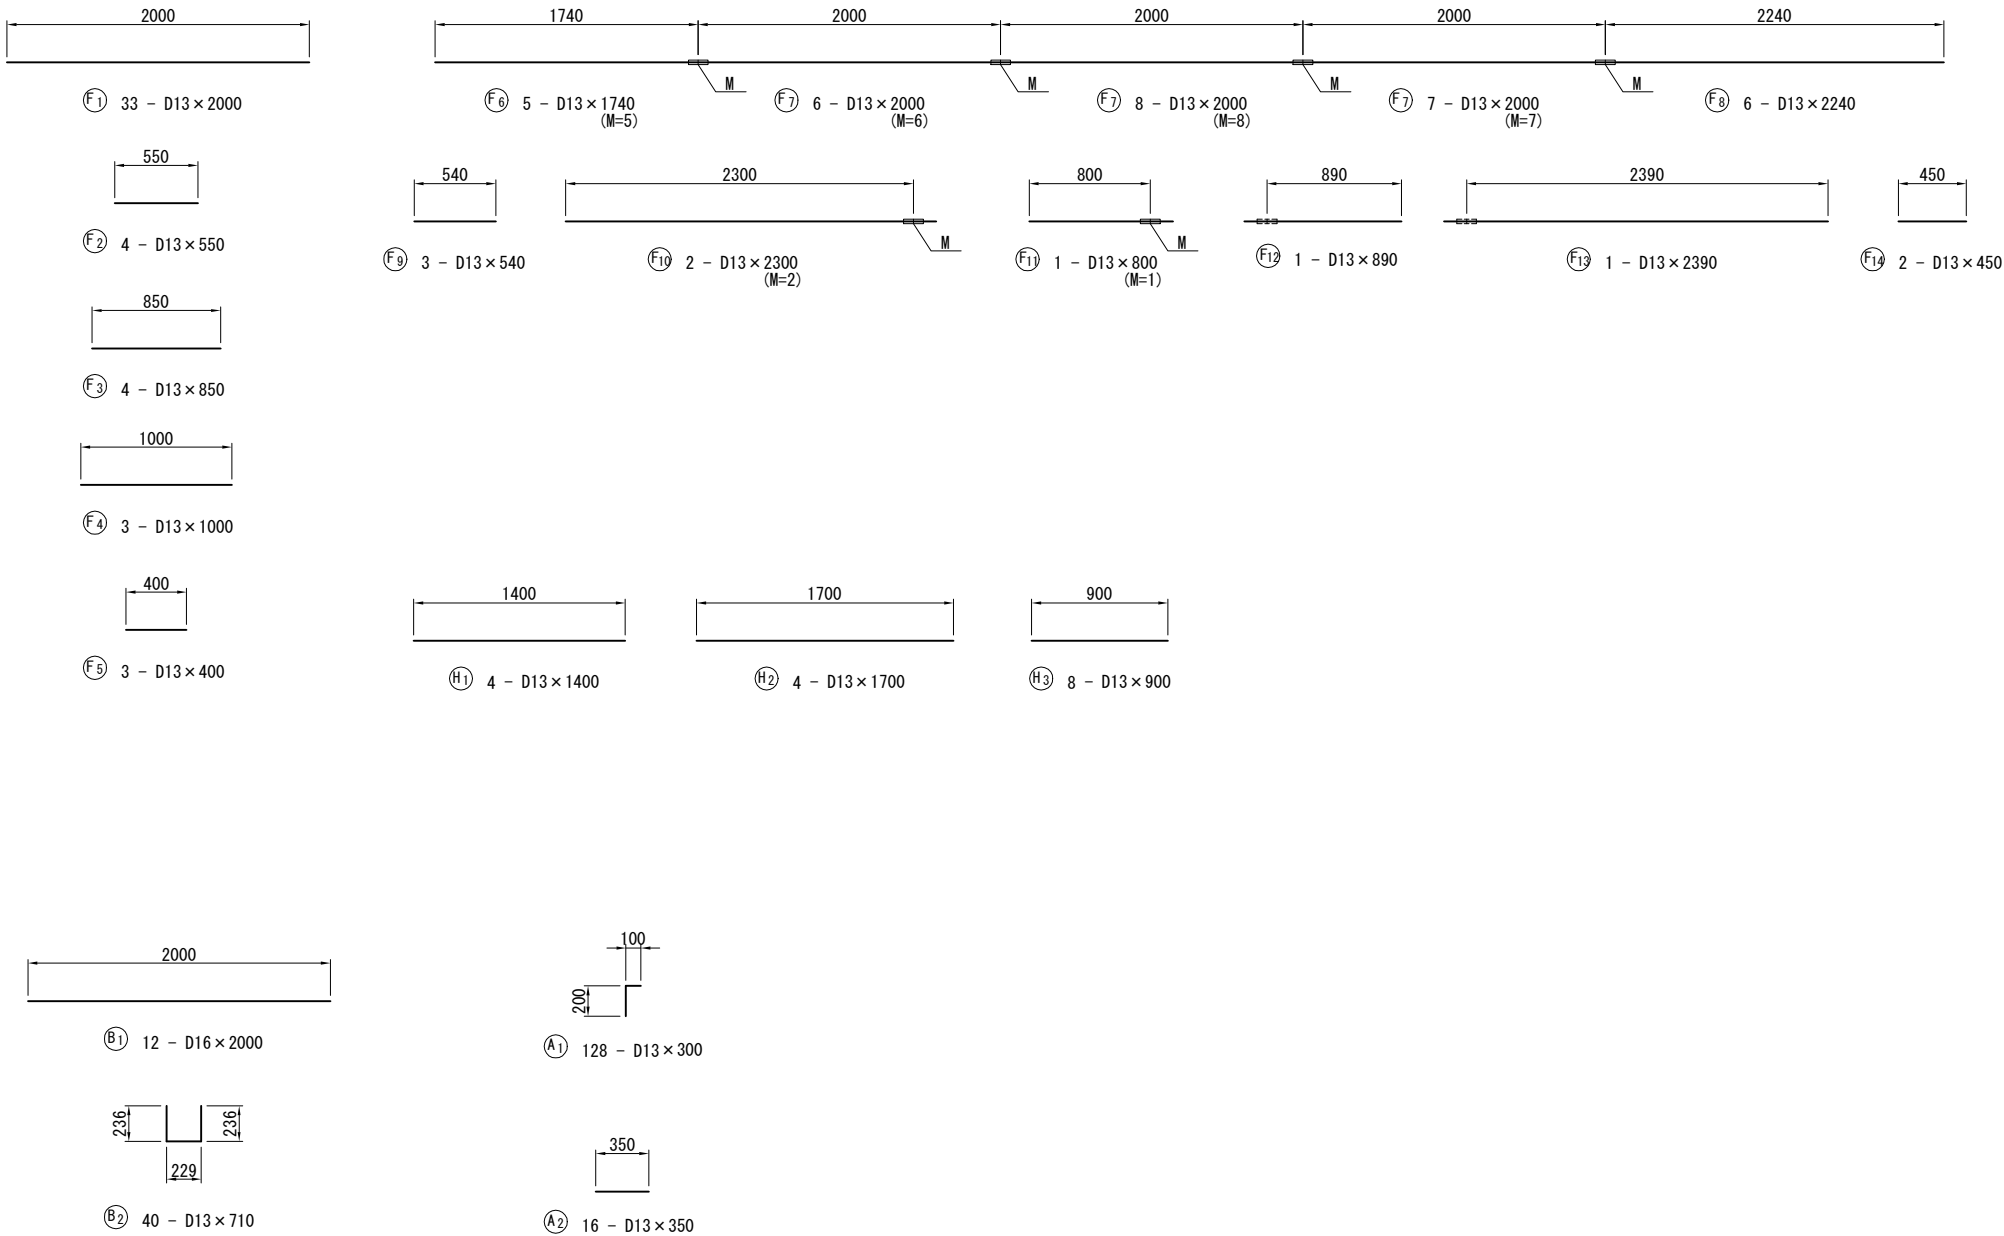 2000
1740 2000 2000 2000 2240
M M M M
F1 33 - D13×2000
F6 5 - D13×1740
(M=5)
F7 6 - D13×2000
(M=6)
F7 8 - D13×2000
(M=8)
F7 7 - D13×2000
(M=7)
F8 6 - D13×2240
550
F2 4 - D13×550
540
F9 3 - D13×540
2300
M
F10 2 - D13×2300
(M=2)
800
M
F11 1 - D13×800
(M=1)
890
F12 1 - D13×890
2390
F13 1 - D13×2390
450
F14 2 - D13×450
850
F3 4 - D13×850
1000
F4 3 - D13×1000
400
F5 3 - D13×400
1400
H1 4 - D13×1400
1700
H2 4 - D13×1700
900
H3 8 - D13×900
2000
B1 12 - D16×2000
100
200
A1 128 - D13×300
236
236
229
B2 40 - D13×710
350
A2 16 - D13×350